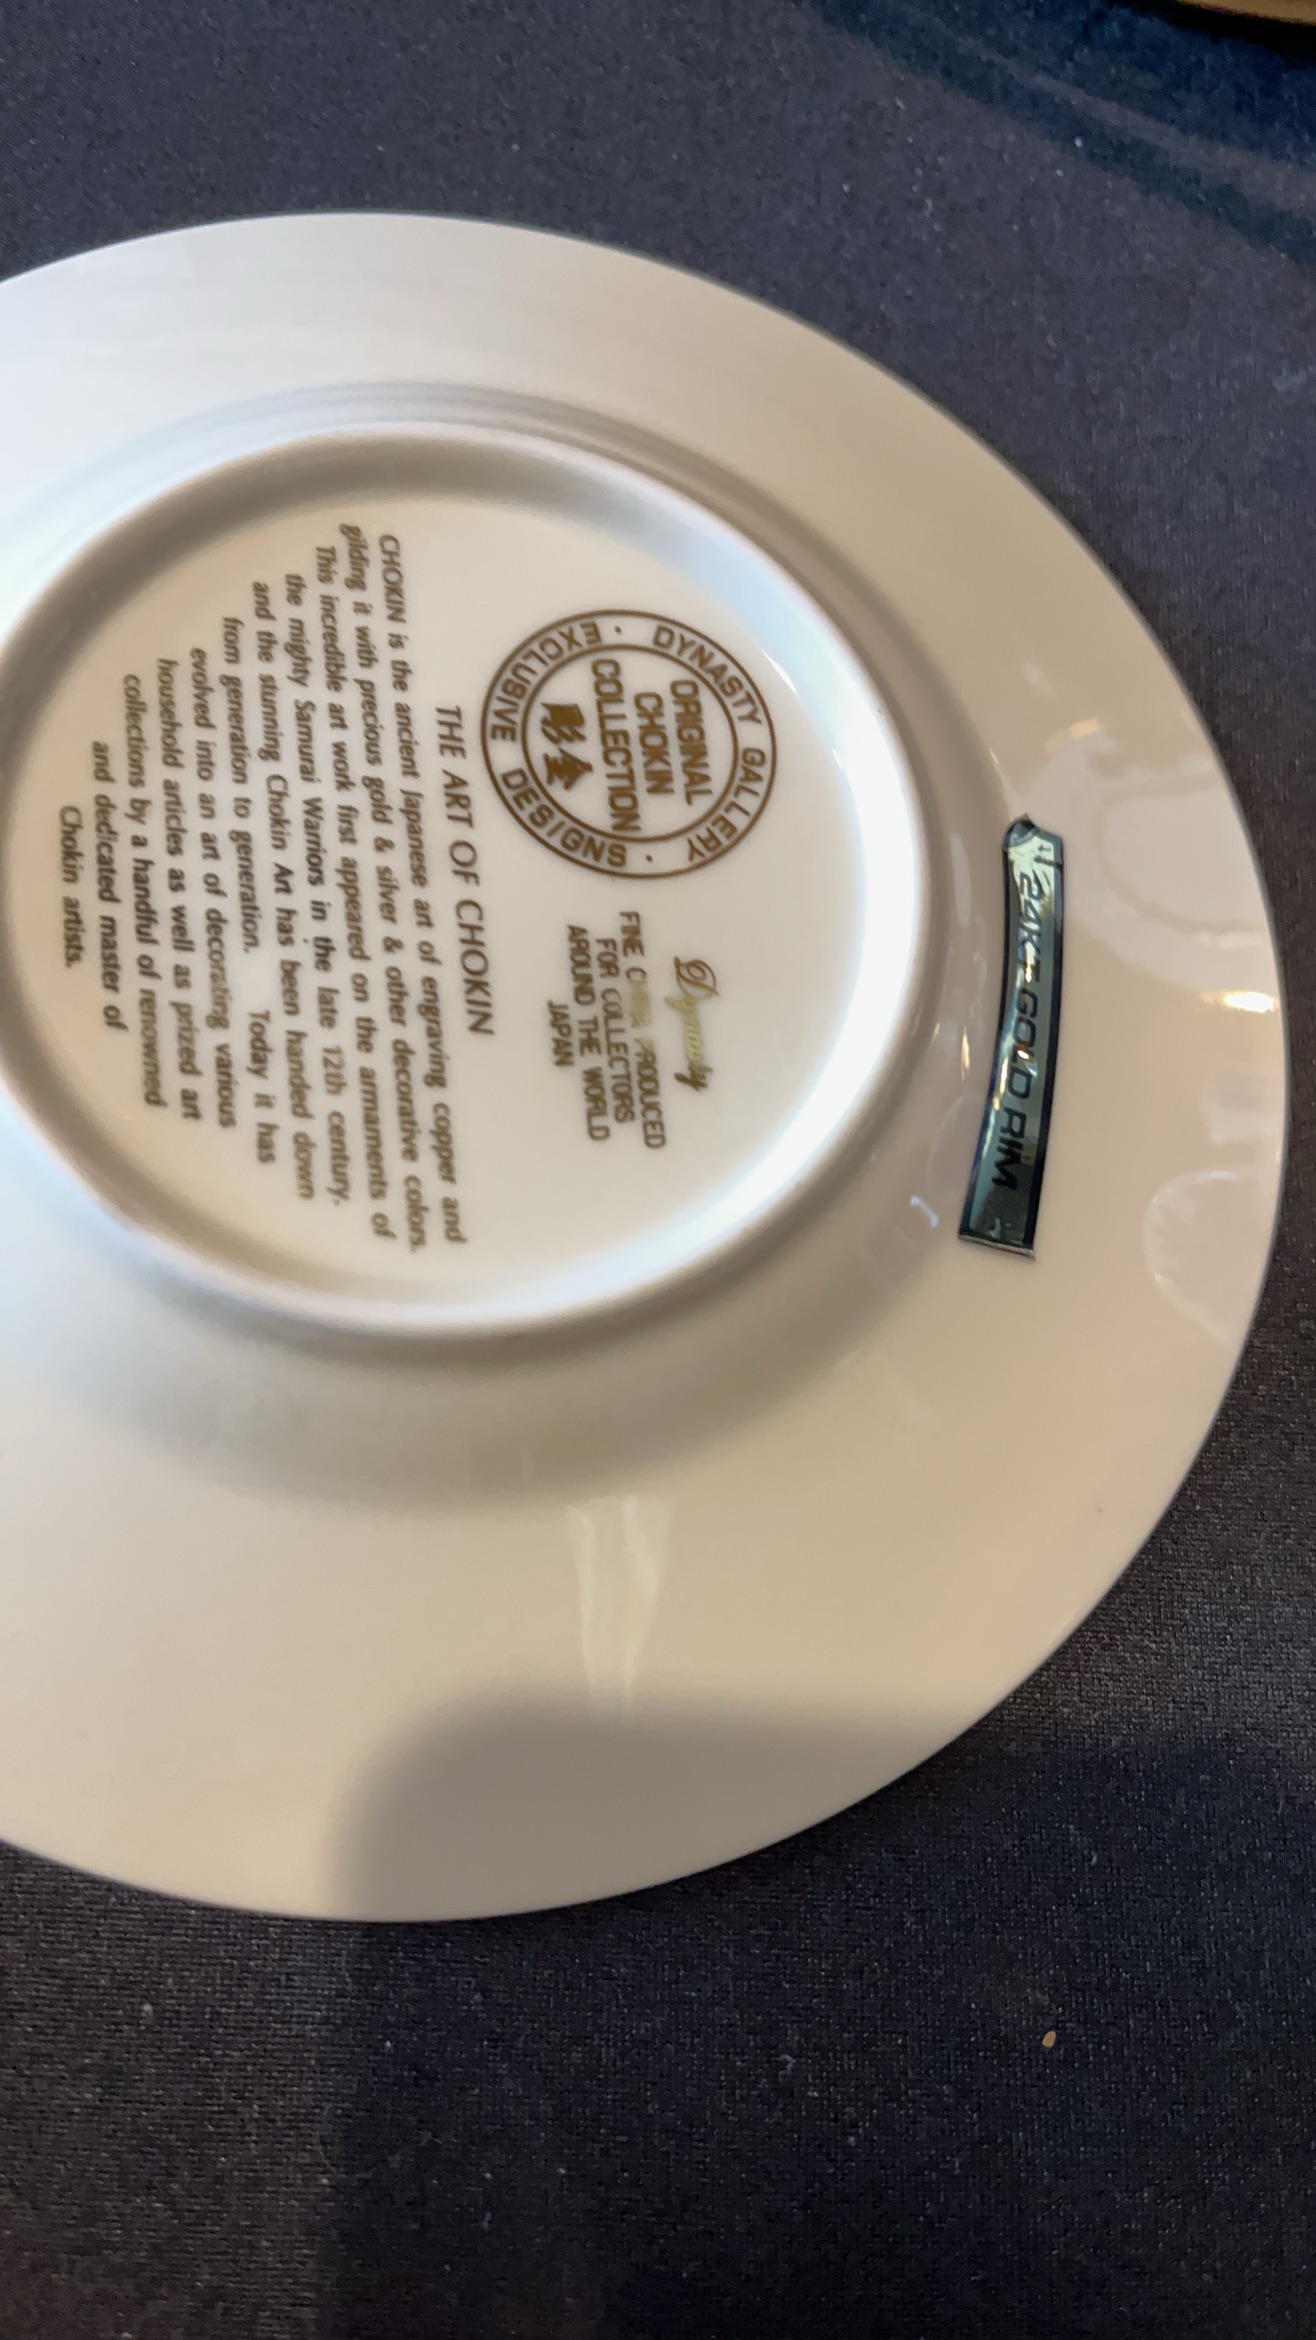 DYNASTY GALLERY
ORIGINAL
CHOKIN
COLLECTION
彫金
· EXCLUSIVE DESIGNS ·
Dynasty
FINE CHINA PRODUCED
FOR COLLECTORS
AROUND THE WORLD
JAPAN
THE ART OF CHOKIN
CHOKIN is the ancient Japanese art of engraving copper and
gilding it with precious gold & silver & other decorative colors.
This incredible art work first appeared on the armaments of
the mighty Samurai Warriors in the late 12th century.
and the stunning Chokin Art has been handed down
from generation to generation. Today it has
evolved into an art of decorating various
household articles as well as prized art
collections by a handful of renowned
and dedicated master of
Chokin artists.
24KT GOLD RIM